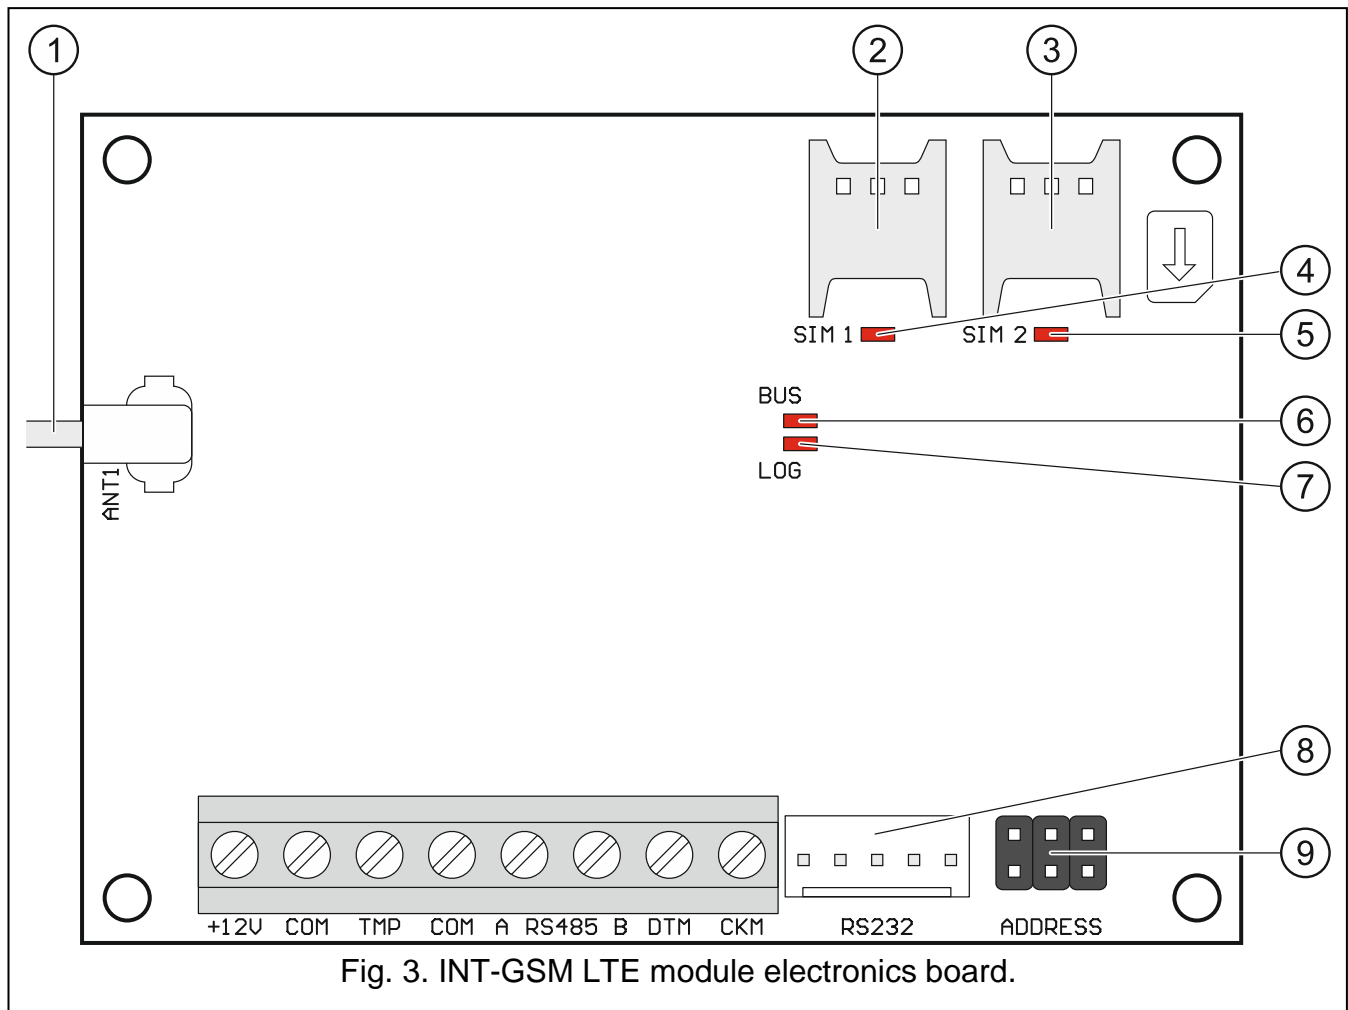 1
2
3
4
SIM 1
SIM 2
5
BUS
6
LOG
7
ANT1
8
9
+12V COM TMP COM A RS485 B DTM CKM RS232 ADDRESS
Fig. 3. INT-GSM LTE module electronics board.